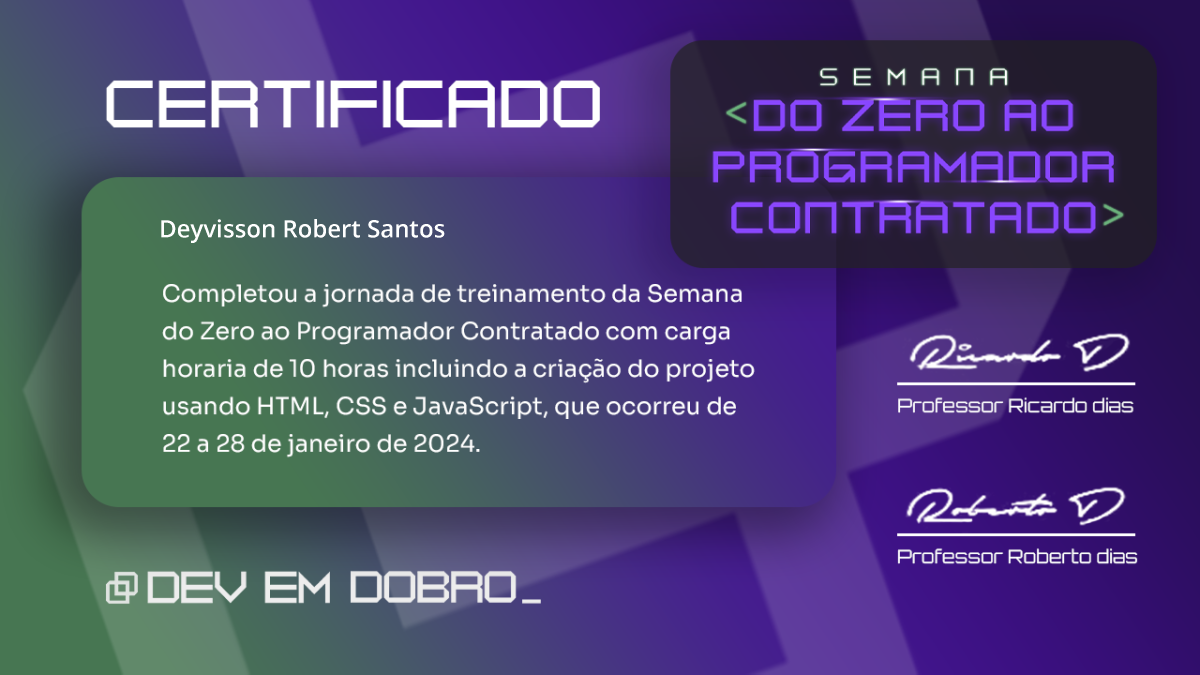 CERTIFICADO
SEMANA
<DO ZERO AO
PROGRAMADOR
CONTRATADO>
Deyvisson Robert Santos
Completou a jornada de treinamento da Semana
do Zero ao Programador Contratado com carga
horaria de 10 horas incluindo a criação do projeto
usando HTML, CSS e JavaScript, que ocorreu de
22 a 28 de janeiro de 2024.
Ricardo D
Professor Ricardo dias
Roberto D
Professor Roberto dias
DEV EM DOBRO_